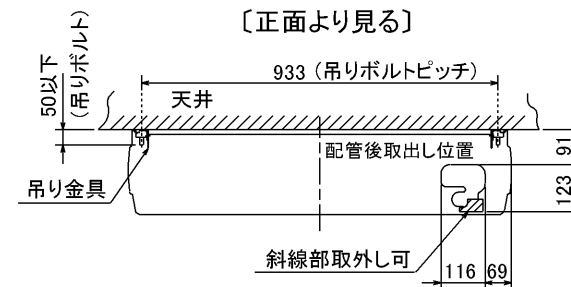 〔正面より見る〕
50以下
(吊りボルト)
933 (吊りボルトピッチ)
天井
配管後取出し位置
91
123
吊り金具
斜線部取外し可
116
69